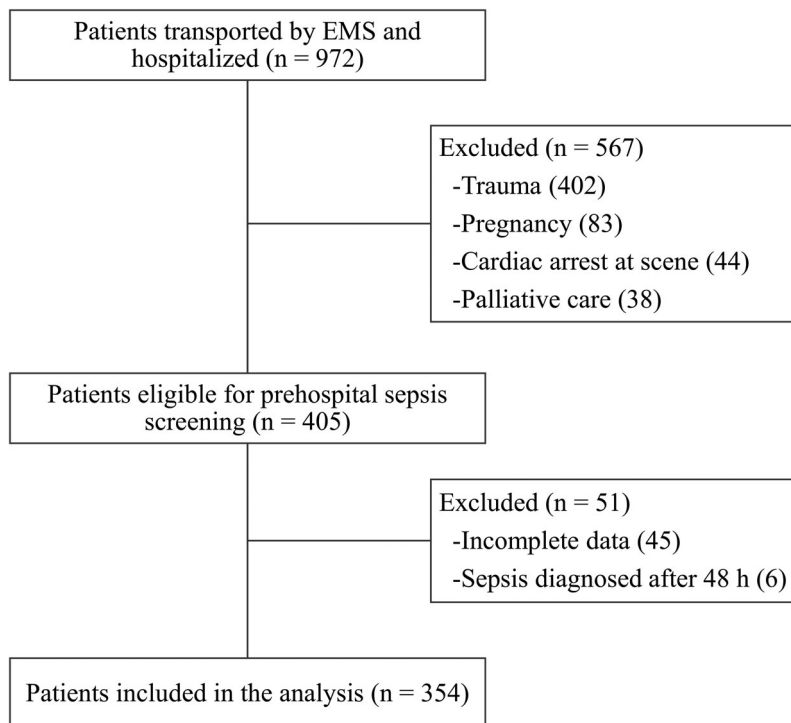 Patients transported by EMS and
hospitalized (n = 972)
Excluded (n = 567)
-Trauma (402)
-Pregnancy (83)
-Cardiac arrest at scene (44)
-Palliative care (38)
Patients eligible for prehospital sepsis
screening (n = 405)
Excluded (n = 51)
-Incomplete data (45)
-Sepsis diagnosed after 48 h (6)
Patients included in the analysis (n = 354)